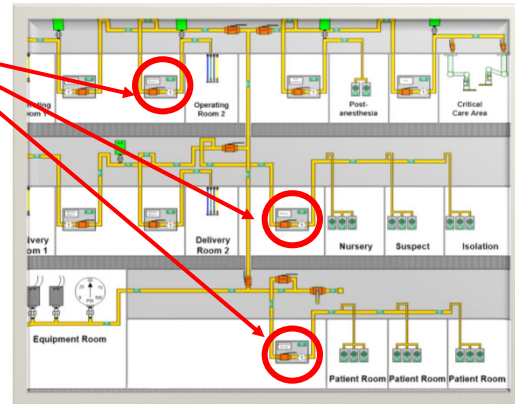 Operating
Room 2
Post-
anesthesia
Critical
Care Area
Delivery
Room 2
Nursery
Suspect
Isolation
Equipment Room
Patient Room
Patient Room
Patient Room